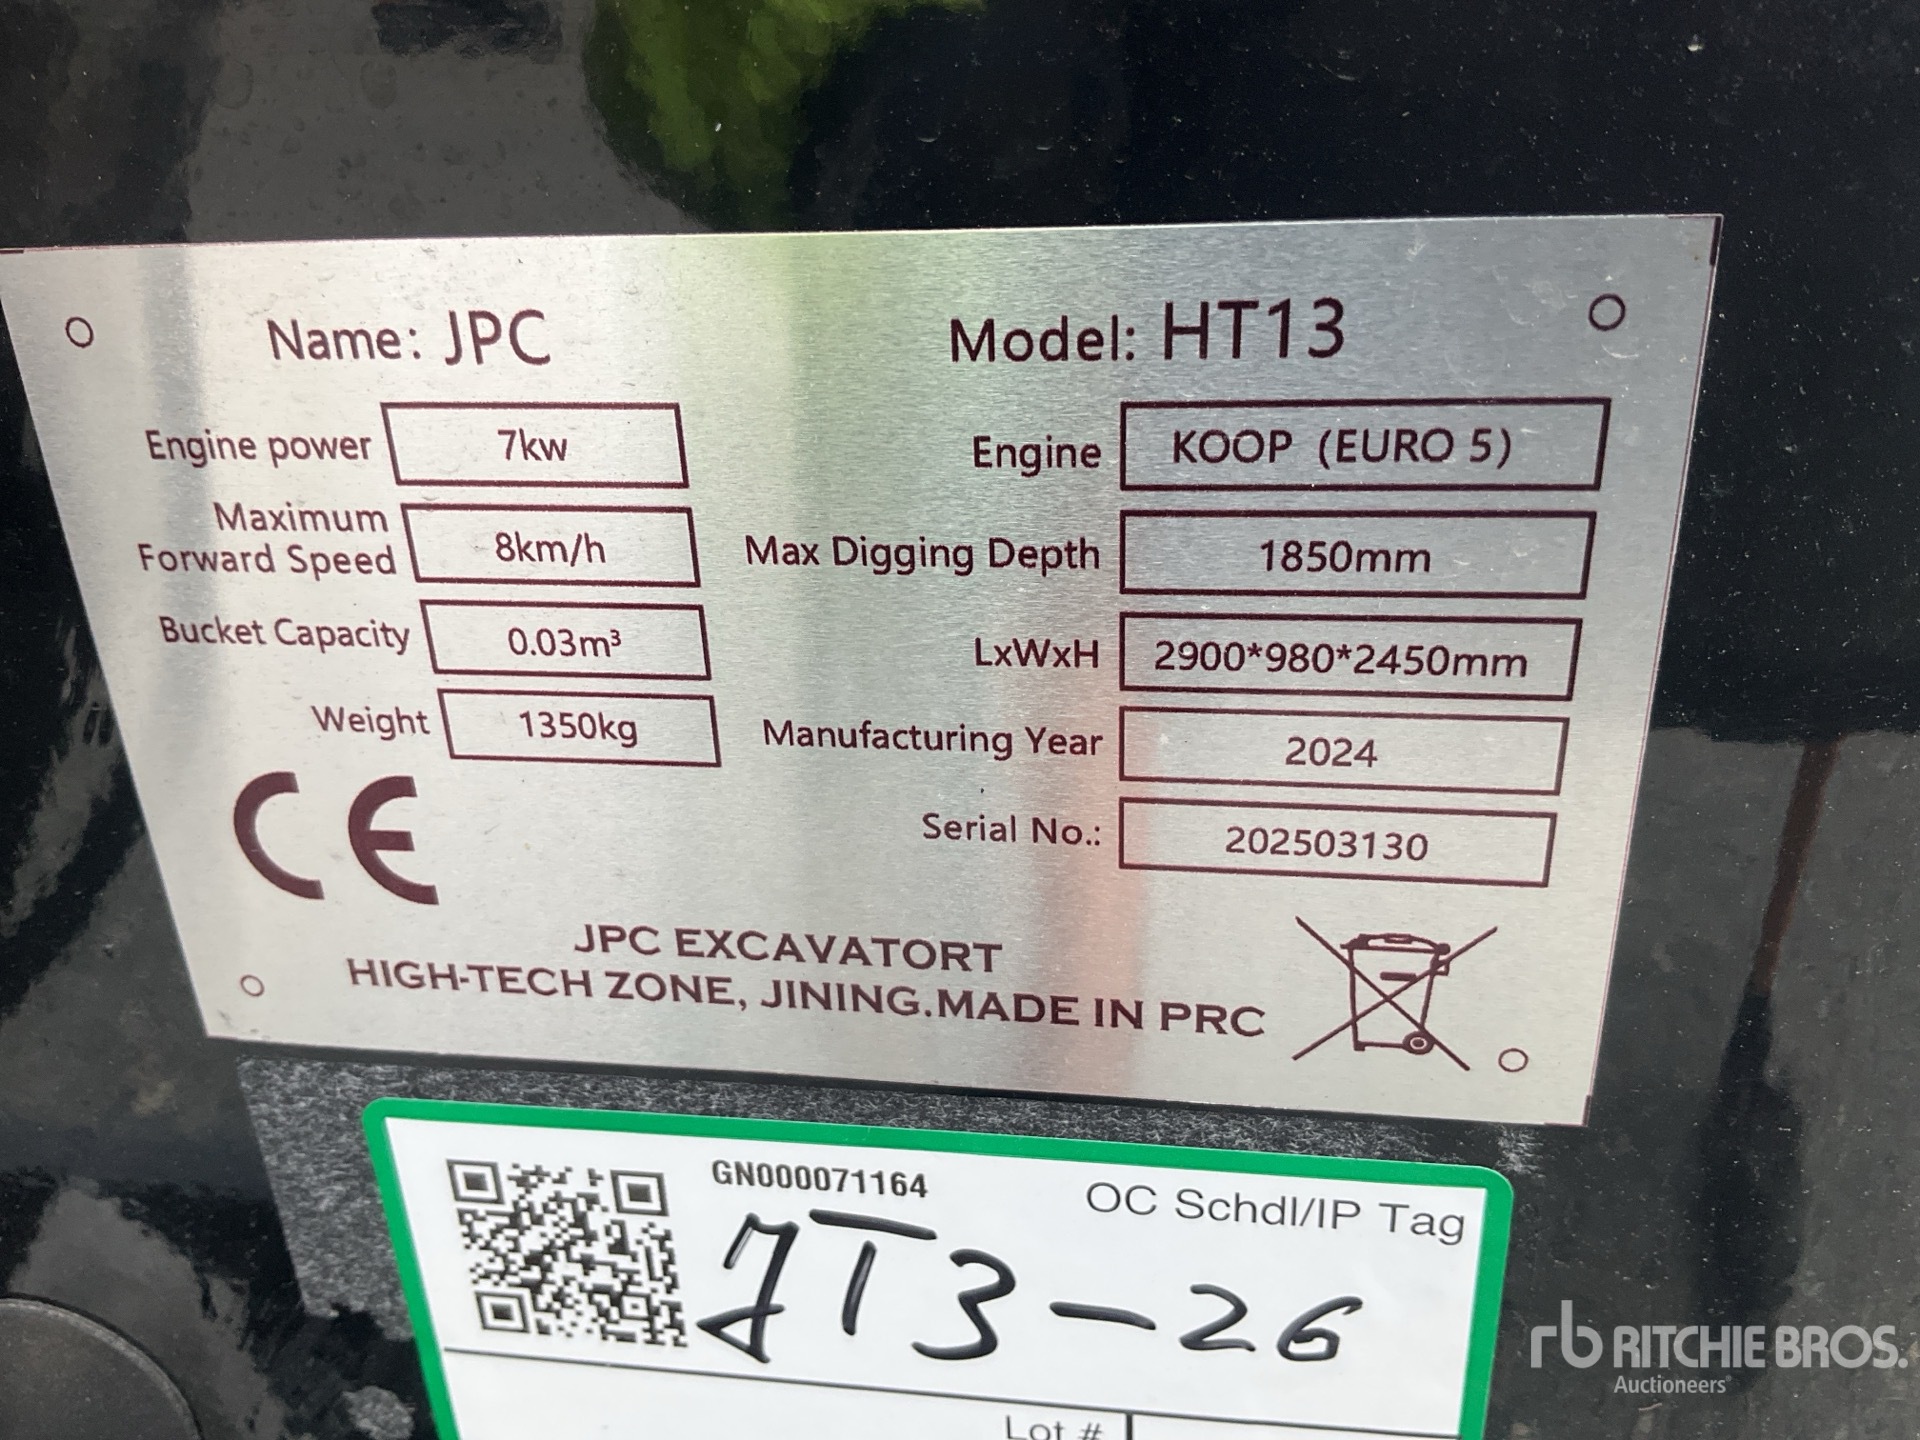 Name: JPC Model: HT13
Engine power 7kw Engine KOOP (EURO 5)
Maximum
Forward Speed 8km/h Max Digging Depth 1850mm
Bucket Capacity 0.03m³ LxWxH 2900*980*2450mm
Weight 1350kg Manufacturing Year 2024
Serial No.: 202503130
CE
JPC EXCAVATORT
HIGH-TECH ZONE, JINING.MADE IN PRC
GN000071164
OC Schdl/IP Tag
3-26
Lot #
rb RITCHIE BROS.
Auctioneers